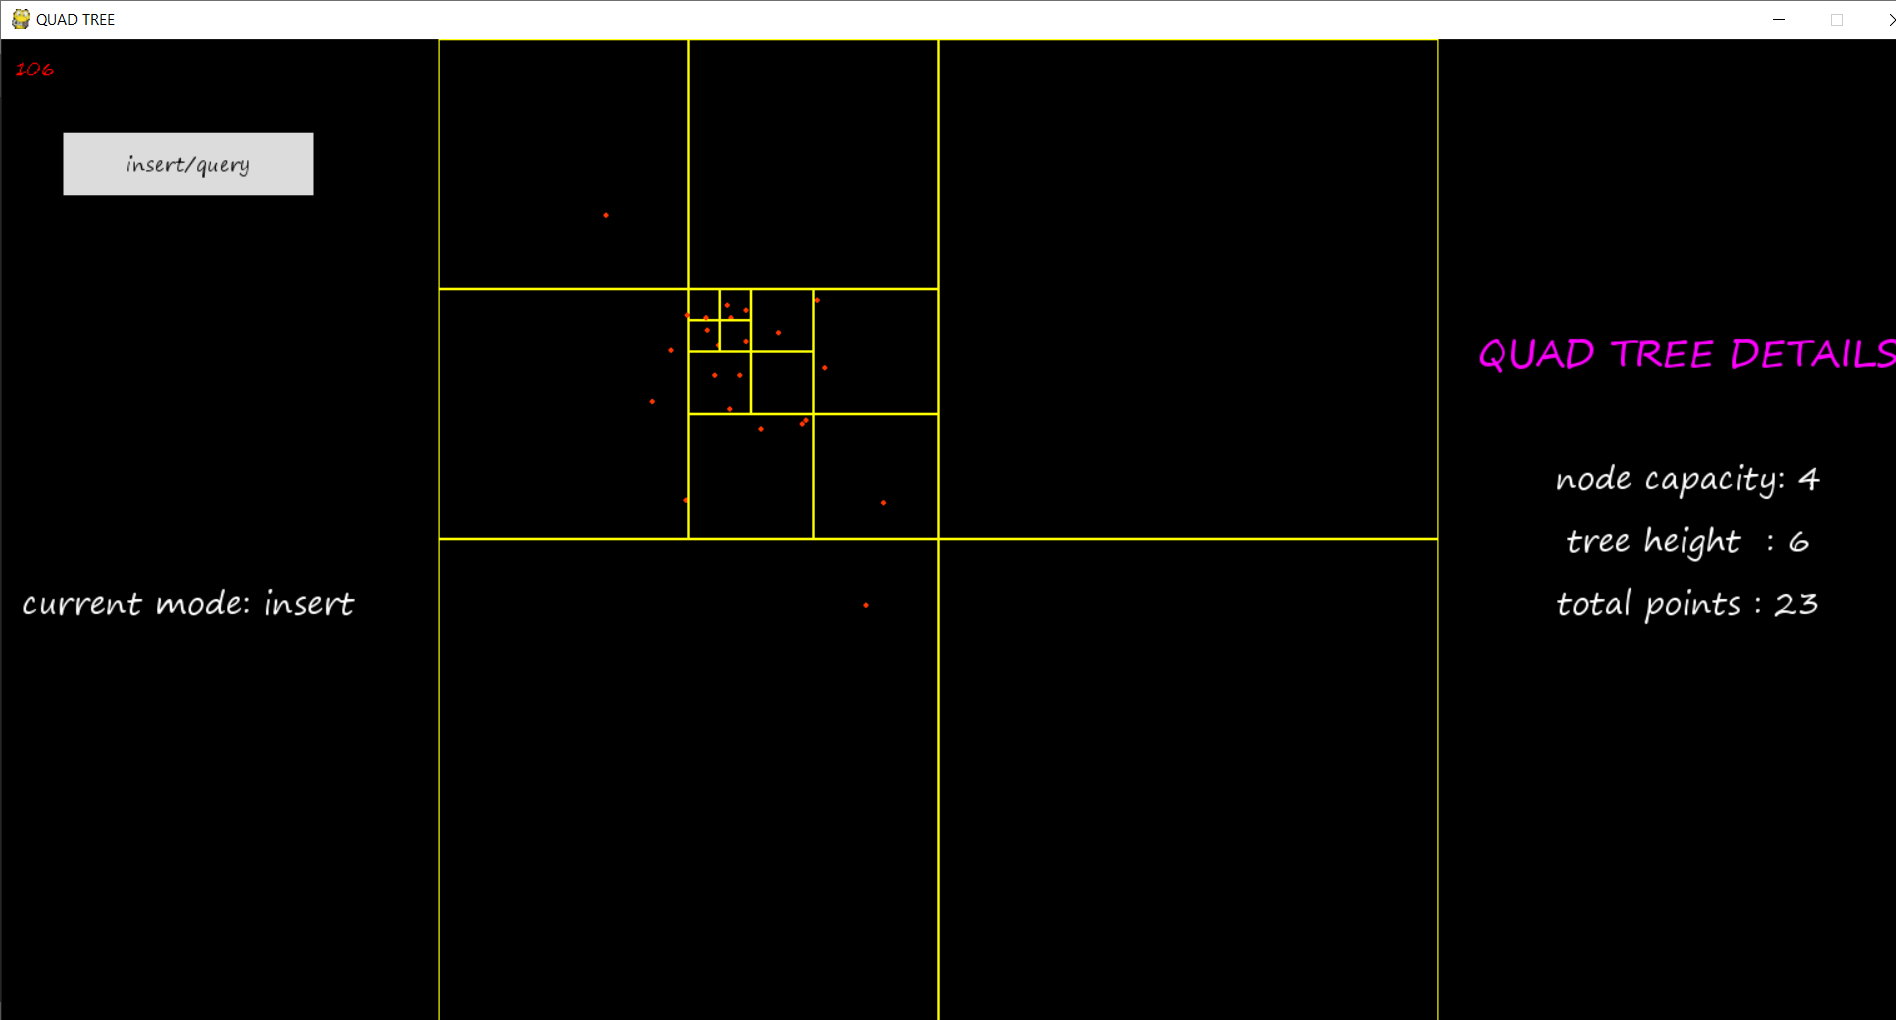 QUAD TREE
106
insert/query
QUAD TREE DETAILS
node capacity: 4
tree height : 6
current mode: insert
total points : 23